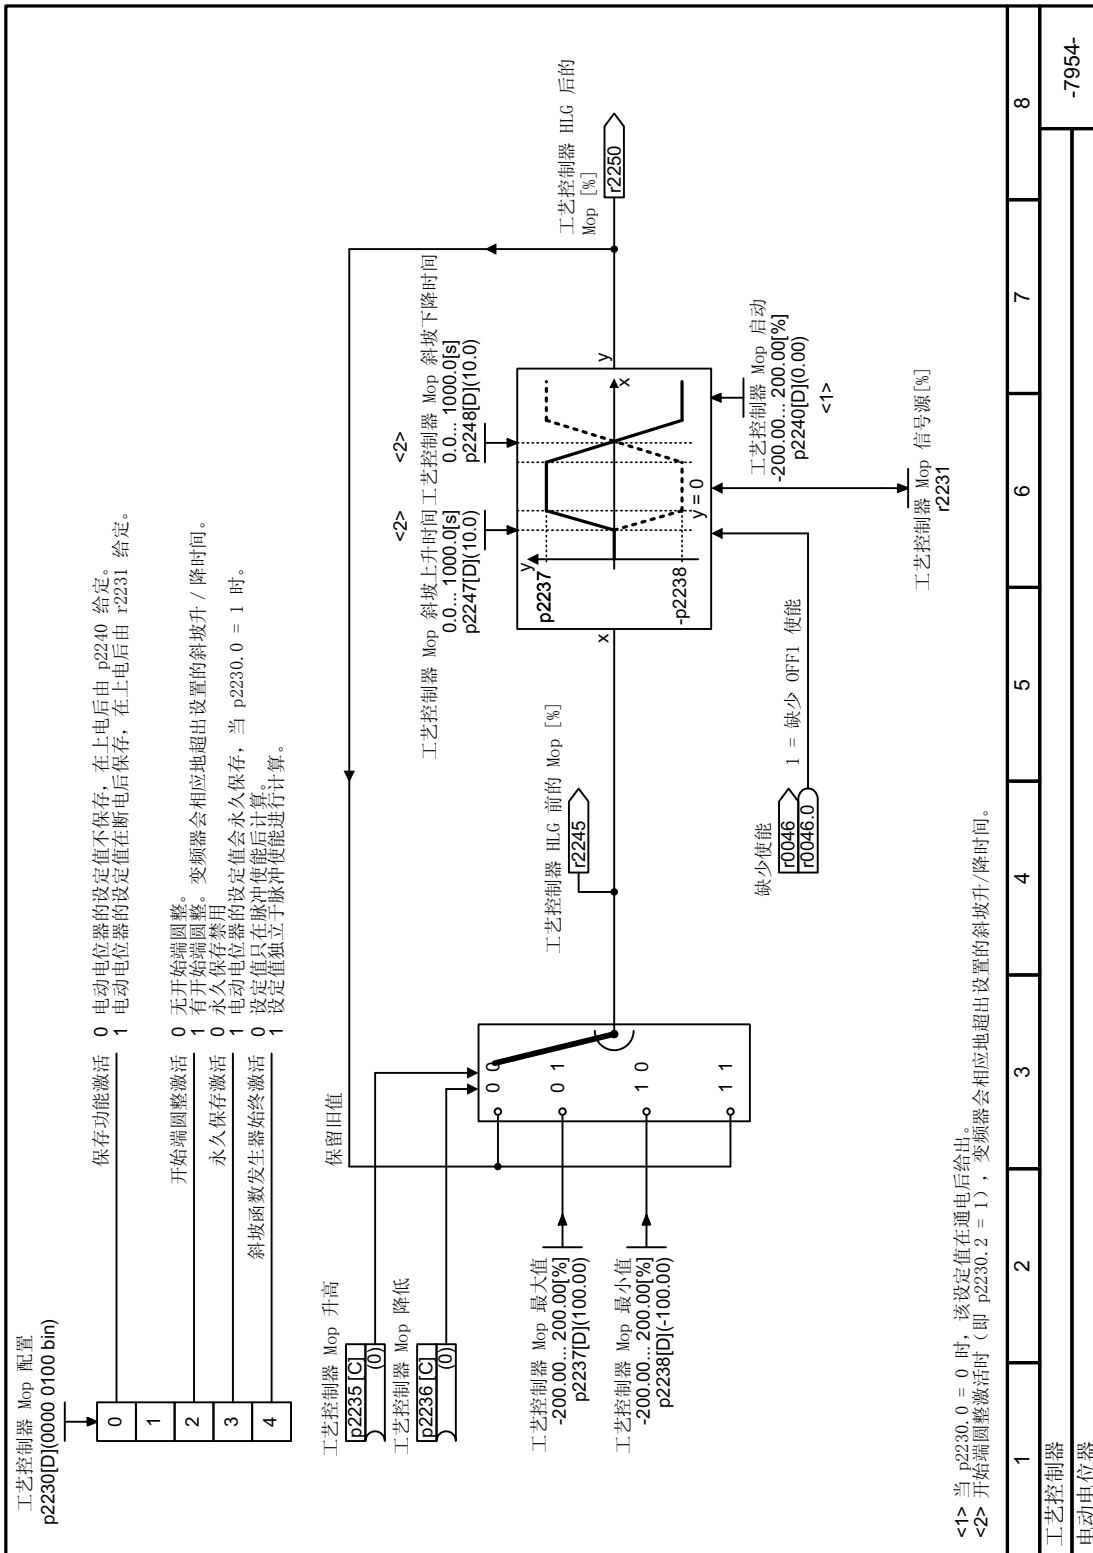 工艺控制器 Mop 配置
p2230[D](0000 0100 bin)
0
1
2
3
4
保存功能激活
0 电动电位器的设定值不保存，在上电后由 p2240 给定。
1 电动电位器的设定值在断电后保存，在上电后由 r2231 给定。
开始端圆整激活
0 无开始端圆整。
1 有开始端圆整。变频器会相应地超出设置的斜坡升 / 降时间。
永久保存激活
0 永久保存禁用
1 电动电位器的设定值会永久保存，当 p2230.0 = 1 时。
斜坡函数发生器始终激活
0 设定值只在脉冲使能后计算。
1 设定值独立于脉冲使能进行计算。
工艺控制器 Mop 升高
p2235 [C]
(0)
工艺控制器 Mop 降低
p2236 [C]
(0)
保留旧值
工艺控制器 Mop 最大值
-200.00... 200.00[%]
p2237[D](100.00)
工艺控制器 Mop 最小值
-200.00... 200.00[%]
p2238[D](-100.00)
0 0
0 1
1 0
1 1
工艺控制器 HLG 前的 Mop [%]
r2245
缺少使能
r0046
r0046.0
1 = 缺少 OFF1 使能
<2>
工艺控制器 Mop 斜坡上升时间
0.0... 1000.0[s]
p2247[D](10.0)
<2>
工艺控制器 Mop 斜坡下降时间
0.0... 1000.0[s]
p2248[D](10.0)
x
y
p2237
-p2238
y = 0
x
y
工艺控制器 Mop 启动
-200.00... 200.00[%]
p2240[D](0.00)
<1>
工艺控制器 Mop 信号源[%]
r2231
工艺控制器 HLG 后的
Mop [%]
r2250
<1> 当 p2230.0 = 0 时，该设定值在通电后给出。
<2> 开始端圆整激活时（即 p2230.2 = 1），变频器会相应地超出设置的斜坡升/降时间。
1 2 3 4 5 6 7 8
工艺控制器
电动电位器
-7954-